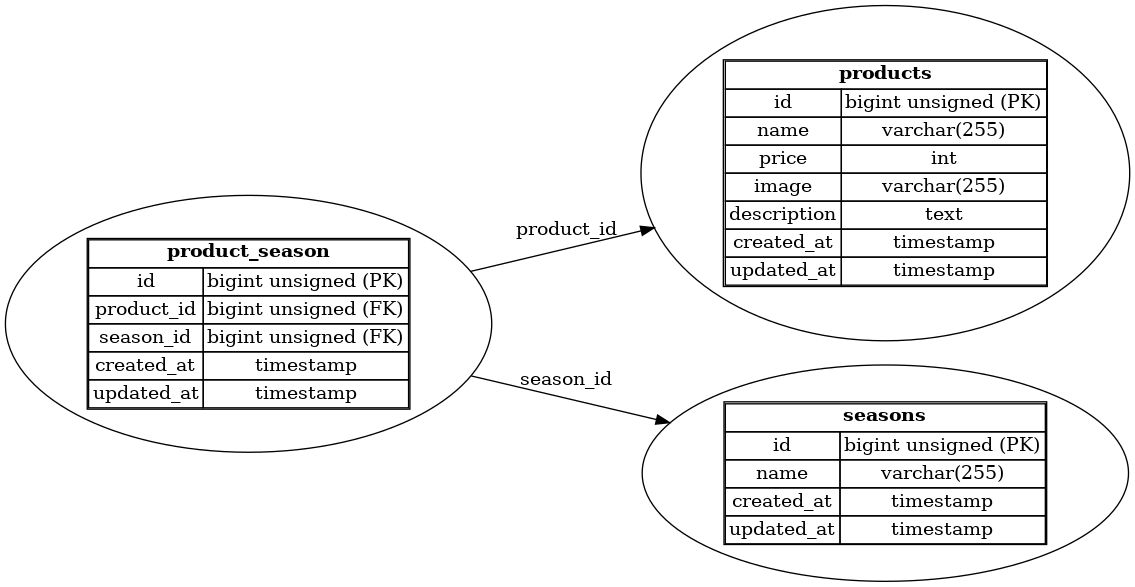 product_season
id bigint unsigned (PK)
product_id bigint unsigned (FK)
season_id bigint unsigned (FK)
created_at timestamp
updated_at timestamp
product_id
season_id
products
id bigint unsigned (PK)
name varchar(255)
price int
image varchar(255)
description text
created_at timestamp
updated_at timestamp
seasons
id bigint unsigned (PK)
name varchar(255)
created_at timestamp
updated_at timestamp